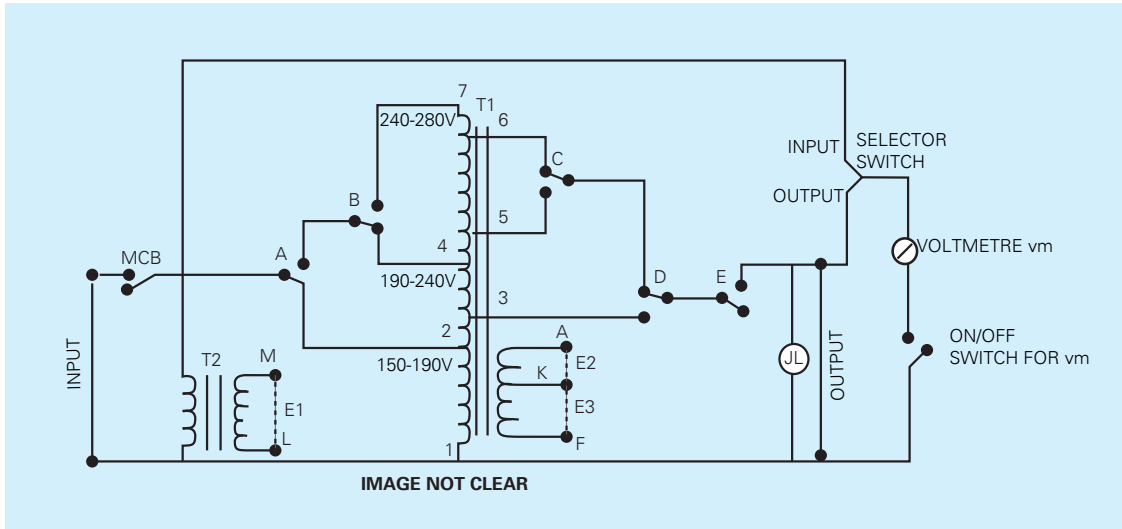 7
T1
240-280V
6
INPUT
SELECTOR
SWITCH
C
B
OUTPUT
5
4
VOLTMETRE vm
MCB
A
190-240V
D
E
3
2
A
ON/OFF
SWITCH FOR vm
INPUT
T2
M
150-190V
E2
JL
OUTPUT
K
E1
E3
L
F
1
IMAGE NOT CLEAR